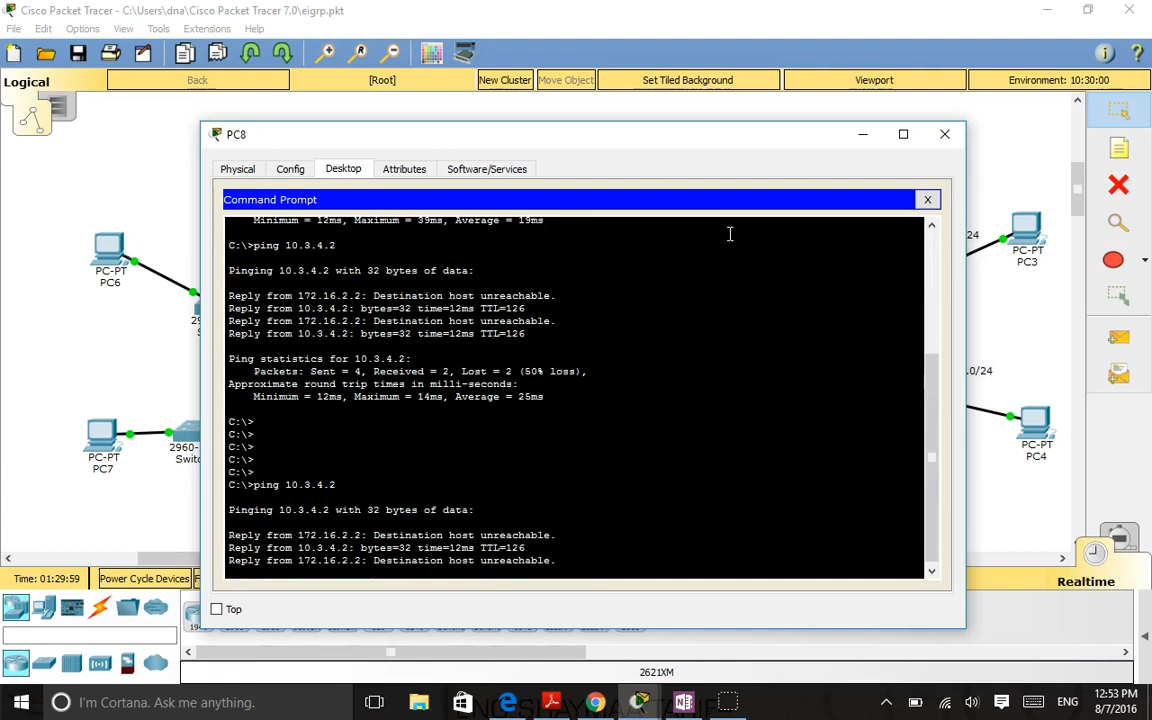 Cisco Packet Tracer - C:\Users\dna\Cisco Packet Tracer 7.0\eigrp.pkt
File Edit Options View Tools Extensions Help
Logical Back [Root] New Cluster Move Object Set Tiled Background Viewport Environment: 10:30:00
PC8
Physical Config Desktop Attributes Software/Services
Command Prompt X
Minimum = 12ms, Maximum = 39ms, Average = 19ms
C:\>ping 10.3.4.2
Pinging 10.3.4.2 with 32 bytes of data:
Reply from 172.16.2.2: Destination host unreachable.
Reply from 10.3.4.2: bytes=32 time=12ms TTL=126
Reply from 172.16.2.2: Destination host unreachable.
Reply from 10.3.4.2: bytes=32 time=12ms TTL=126
Ping statistics for 10.3.4.2:
Packets: Sent = 4, Received = 2, Lost = 2 (50% loss),
Approximate round trip times in milli-seconds:
Minimum = 12ms, Maximum = 14ms, Average = 25ms
C:\>
C:\>
C:\>
C:\>
C:\>
C:\>ping 10.3.4.2
Pinging 10.3.4.2 with 32 bytes of data:
Reply from 172.16.2.2: Destination host unreachable.
Reply from 10.3.4.2: bytes=32 time=12ms TTL=126
Reply from 172.16.2.2: Destination host unreachable.
Top
PC-PT
PC6
PC-PT
PC7
2960-
Swit
/24
PC-PT
PC3
.0/24
PC-PT
PC4
Time: 01:29:59 Power Cycle Devices
Realtime
2621XM
I'm Cortana. Ask me anything.
ENG
12:53 PM
8/7/2016